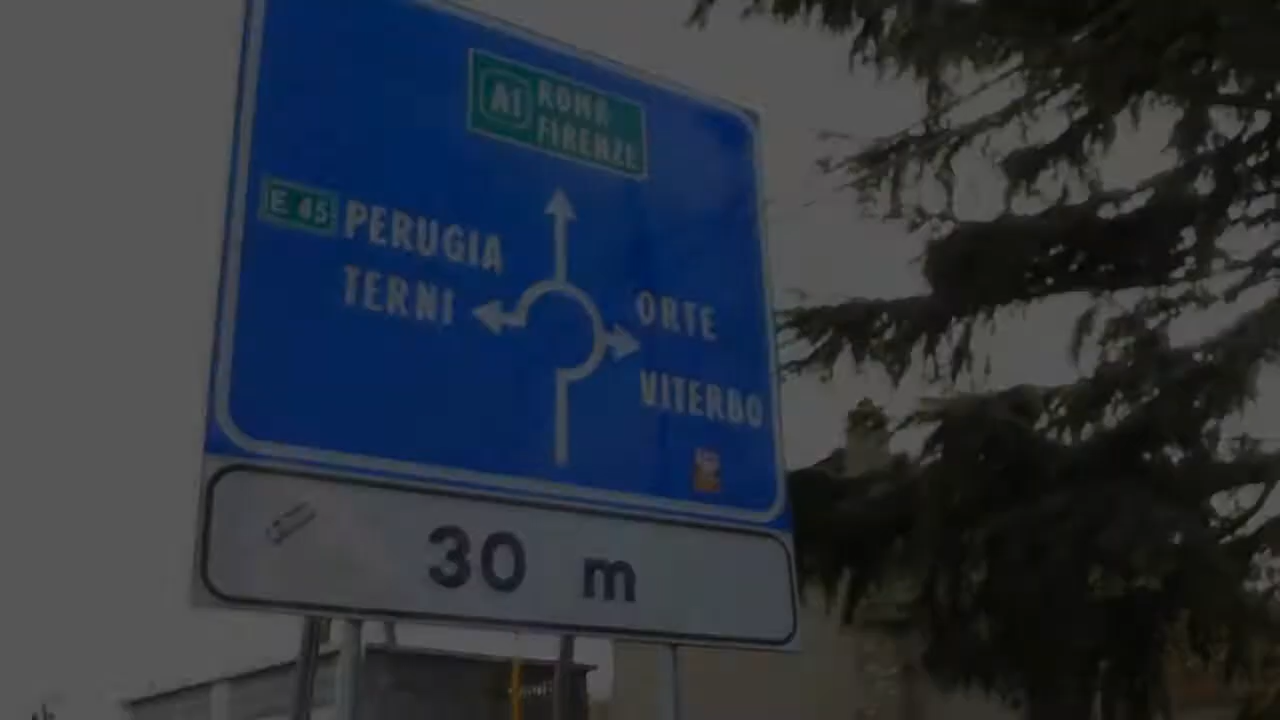 A1 ROMA
FIRENZE
E 45 PERUGIA
TERNI
ORTE
VITERBO
30 m